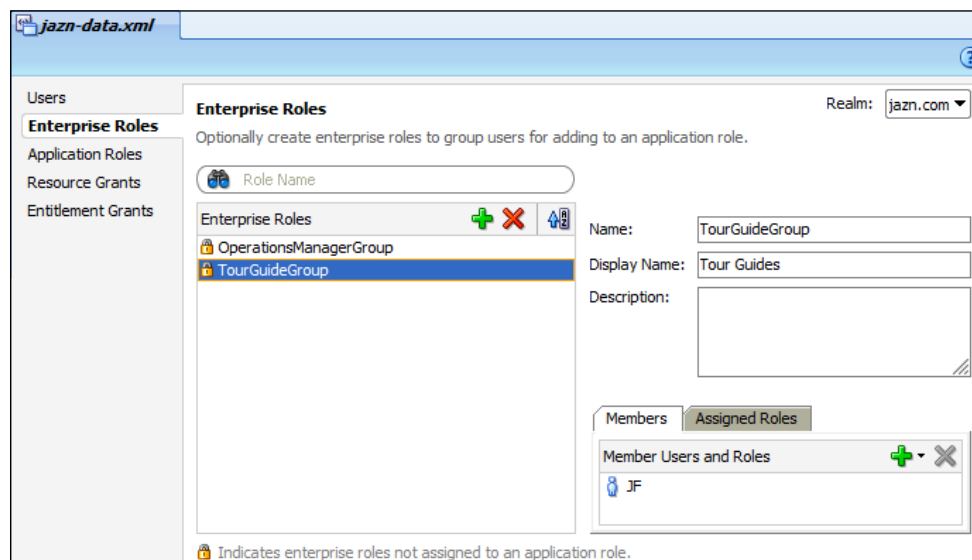 jazn-data.xml
Users
Enterprise Roles
Application Roles
Resource Grants
Entitlement Grants
Enterprise Roles
Realm: jazn.com
Optionally create enterprise roles to group users for adding to an application role.
Role Name
Enterprise Roles
OperationsManagerGroup
TourGuideGroup
Name: TourGuideGroup
Display Name: Tour Guides
Description:
Members Assigned Roles
Member Users and Roles
JF
Indicates enterprise roles not assigned to an application role.